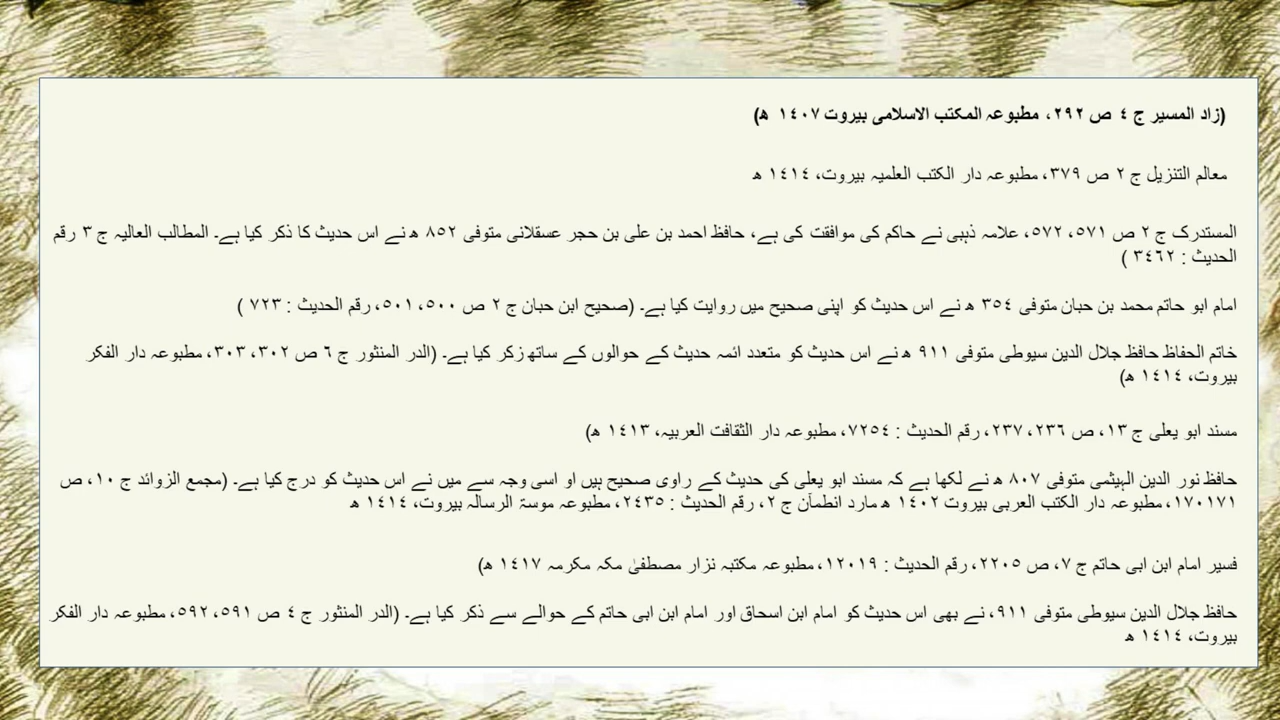 (زاد المسیر ج ٤ ص ٢٩٢، مطبوعہ المکتب الاسلامی بیروت ١٤٠٧ ھ)
معالم التنزیل ج ٢ ص ٣٧٩، مطبوعہ دار الکتب العلمیہ بیروت، ١٤١٤ ھ
المستدرک ج ٢ ص ٥٧١، ٥٧٢، علامہ ذہبی نے حاکم کی موافقت کی ہے، حافظ احمد بن علی بن حجر عسقلانی متوفی ٨٥٢ ھ نے اس حدیث کا ذکر کیا ہے۔ المطالب العالیہ ج ٣ رقم
الحدیث : ٣٤٦٢ )
امام ابو حاتم محمد بن حبان متوفی ٣٥٤ ھ نے اس حدیث کو اپنی صحیح میں روایت کیا ہے۔ (صحیح ابن حبان ج ٢ ص ٥٠٠، ٥٠١، رقم الحدیث : ٧٢٣ )
خاتم الحفاظ حافظ جلال الدین سیوطی متوفی ٩١١ ھ نے اس حدیث کو متعدد ائمہ حدیث کے حوالوں کے ساتھ زکر کیا ہے۔ (الدر المنثور ج ٦ ص ٣٠٢، ٣٠٣، مطبوعہ دار الفکر
بیروت، ١٤١٤ ھ)
مسند ابو یعلی ج ١٣، ص ٢٣٦، ٢٣٧، رقم الحدیث : ٧٢٥٤، مطبوعہ دار الثقافت العربیہ، ١٤١٣ ھ)
حافظ نور الدین الہیثمی متوفی ٨٠٧ ھ نے لکھا ہے کہ مسند ابو یعلی کی حدیث کے راوی صحیح ہیں او اسی وجہ سے میں نے اس حدیث کو درج کیا ہے۔ (مجمع الزوائد ج ١٠، ص
١٧٠١٧١، مطبوعہ دار الکتب العربی بیروت ١٤٠٢ ھ مارد انظمآن ج ٢، رقم الحدیث : ٢٤٣٥، مطبوعہ موسۃ الرسالہ بیروت، ١٤١٤ ھ
فسیر امام ابن ابی حاتم ج ٧، ص ٢٢٠٥، رقم الحدیث : ١٢٠١٩، مطبوعہ مکتبہ نزار مصطفیٰ مکہ مکرمہ ١٤١٧ ھ)
حافظ جلال الدین سیوطی متوفی ٩١١، نے بھی اس حدیث کو امام ابن اسحاق اور امام ابن ابی حاتم کے حوالے سے ذکر کیا ہے۔ (الدر المنثور ج ٤ ص ٥٩١، ٥٩٢، مطبوعہ دار الفکر
بیروت، ١٤١٤ ھ